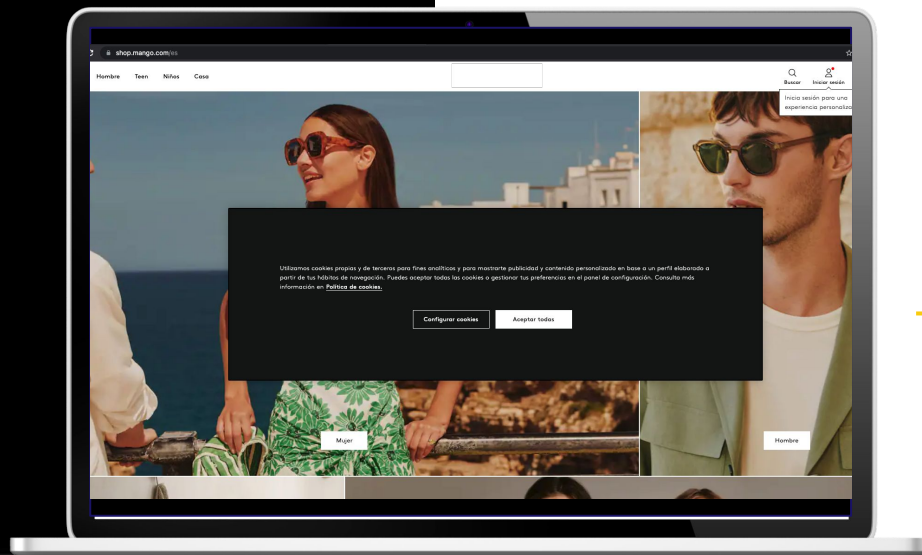 shop.mango.com/es
Hombre Teen Niños Casa
Buscar Iniciar sesión
Inicia sesión para una
experiencia
Utilizamos cookies propias y de terceros para fines analíticos y para mostrarte publicidad y contenido personalizado en base a un perfil elaborado a
partir de tus hábitos de navegación. Puedes aceptar todas las cookies o gestionar tus preferencias en el panel de configuración. Consulta más
información en Política de cookies.
Configurar cookies Aceptar todas
Mujer Hombre